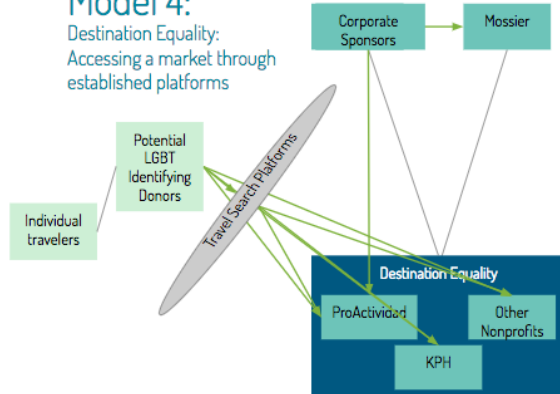 Model 4:
Destination Equality:
Accessing a market through
established platforms
Corporate
Sponsors
Mossier
Potential
LGBT
Identifying
Donors
Travel Search Platforms
Individual
travelers
Destination Equality
ProActividad
Other
Nonprofits
KPH